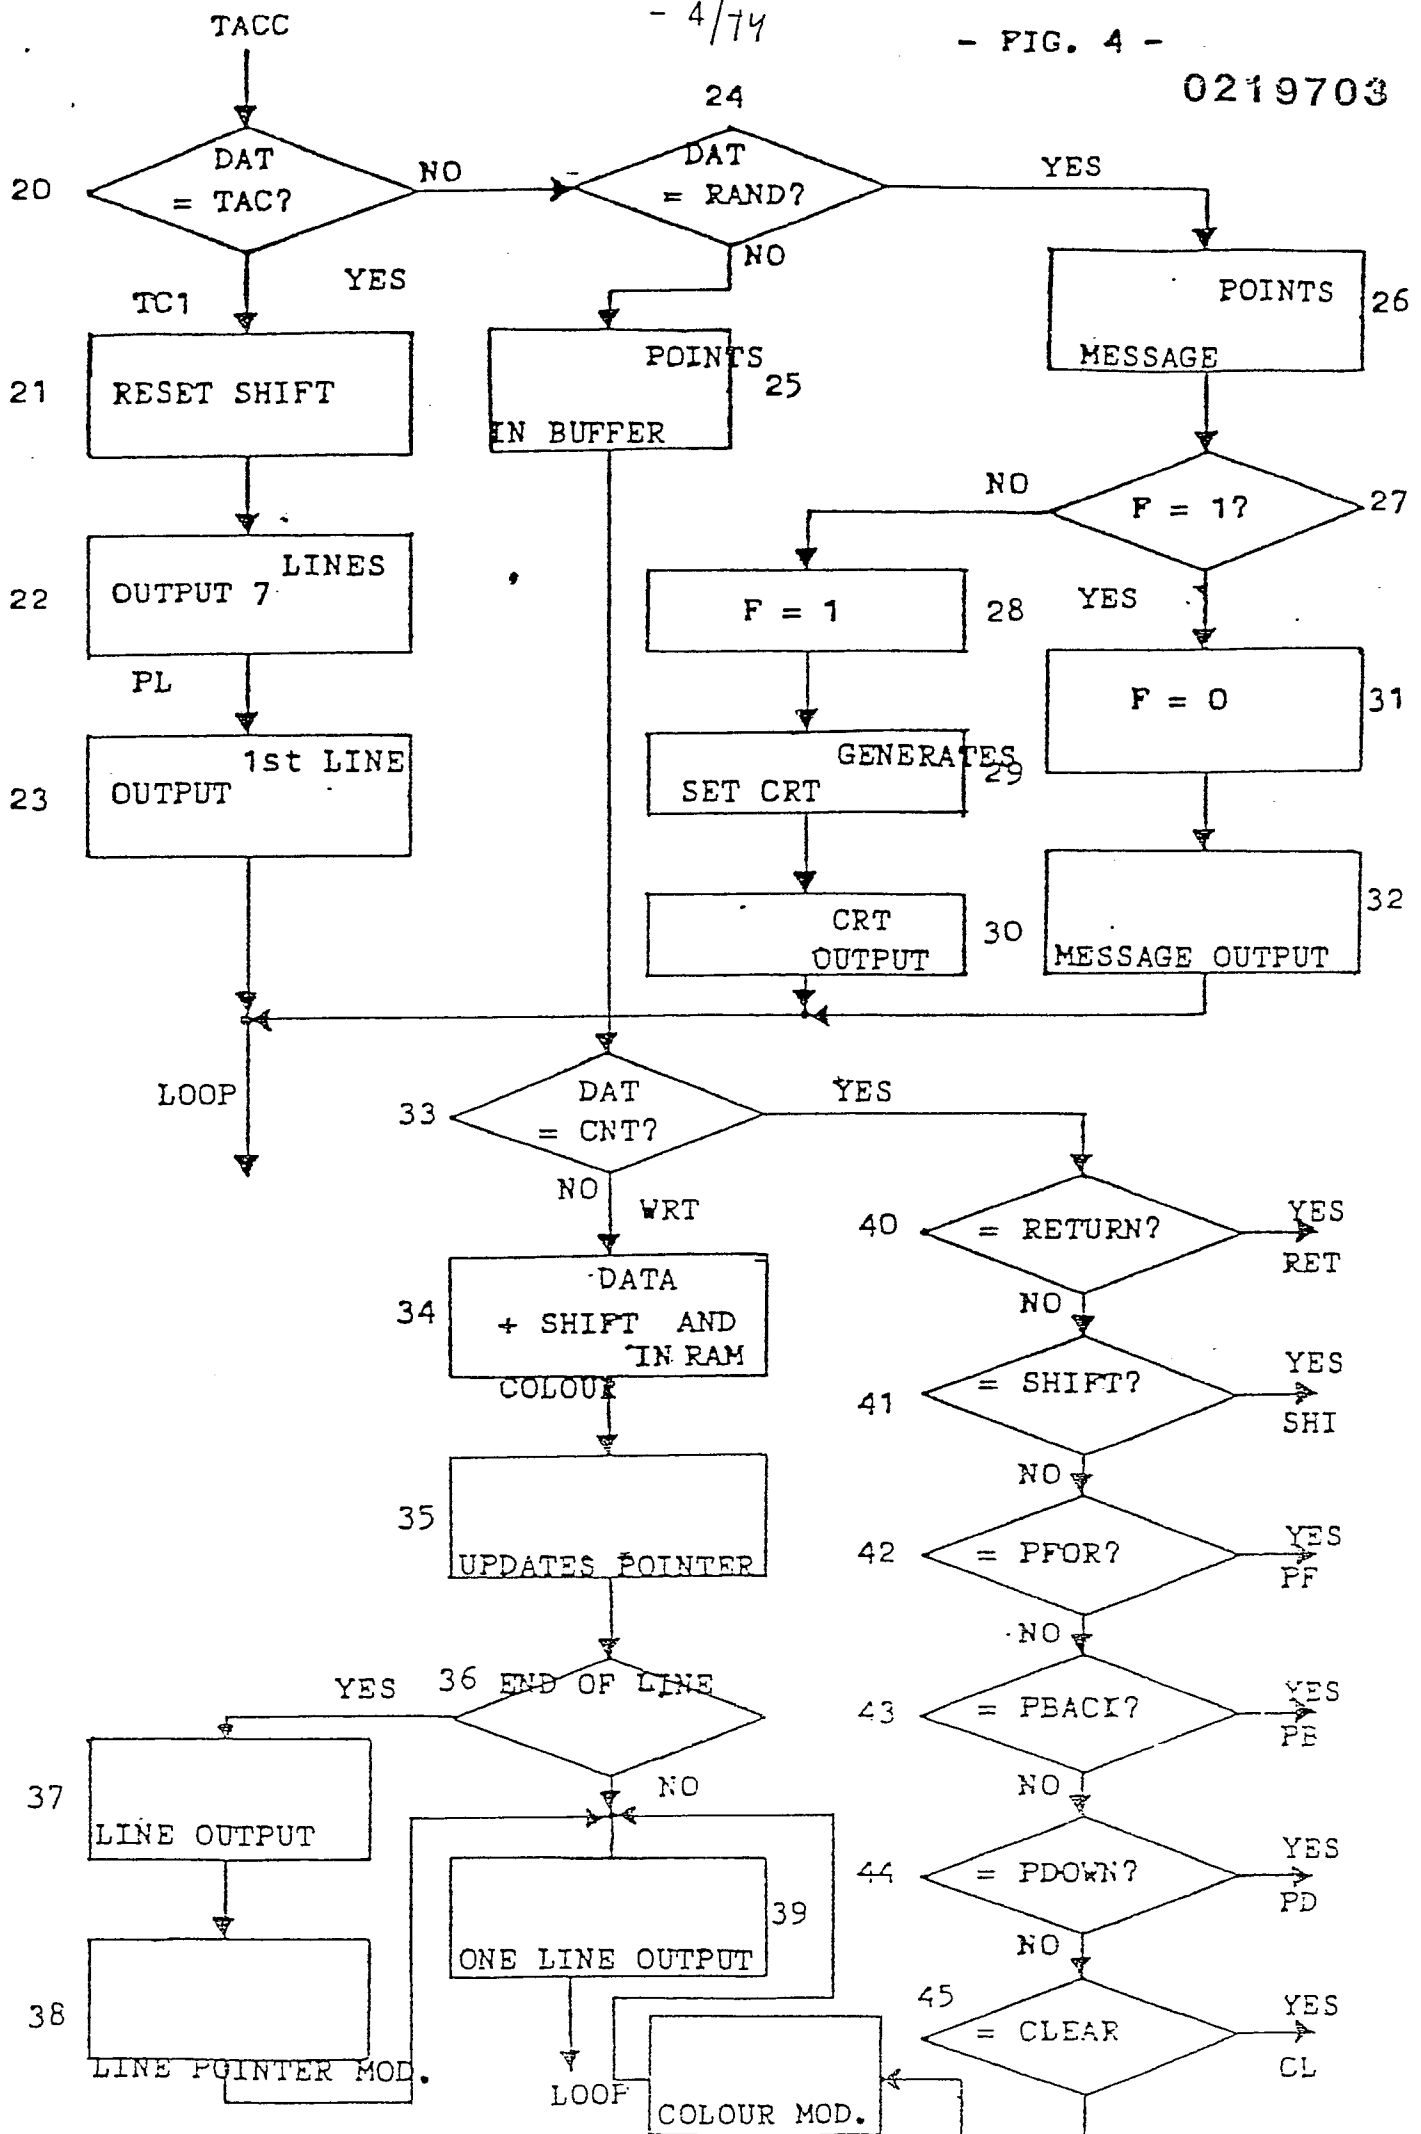 TACC
- 4/74
- FIG. 4 -
0219703
24
20
DAT
= TAC?
NO
DAT
= RAND?
YES
NO
YES
TC1
POINTS
MESSAGE
26
21
RESET SHIFT
POINTS
IN BUFFER
25
NO
F = 1?
27
22
LINES
OUTPUT 7
F = 1
28
YES
PL
F = 0
31
23
1st LINE
OUTPUT
GENERATES
SET CRT
29
CRT
OUTPUT
30
MESSAGE OUTPUT
32
LOOP
33
DAT
= CNT?
YES
NO
WRT
40
= RETURN?
YES
RET
NO
34
DATA
+ SHIFT AND
IN RAM
COLOUR
41
= SHIFT?
YES
SHI
NO
35
UPDATES POINTER
42
= PFOR?
YES
PF
NO
YES
36
END OF LINE
43
= PBACK?
YES
PB
NO
NO
37
LINE OUTPUT
44
= PDOWN?
YES
PD
NO
39
ONE LINE OUTPUT
38
LINE POINTER MOD.
45
= CLEAR
YES
CL
LOOP
COLOUR MOD.